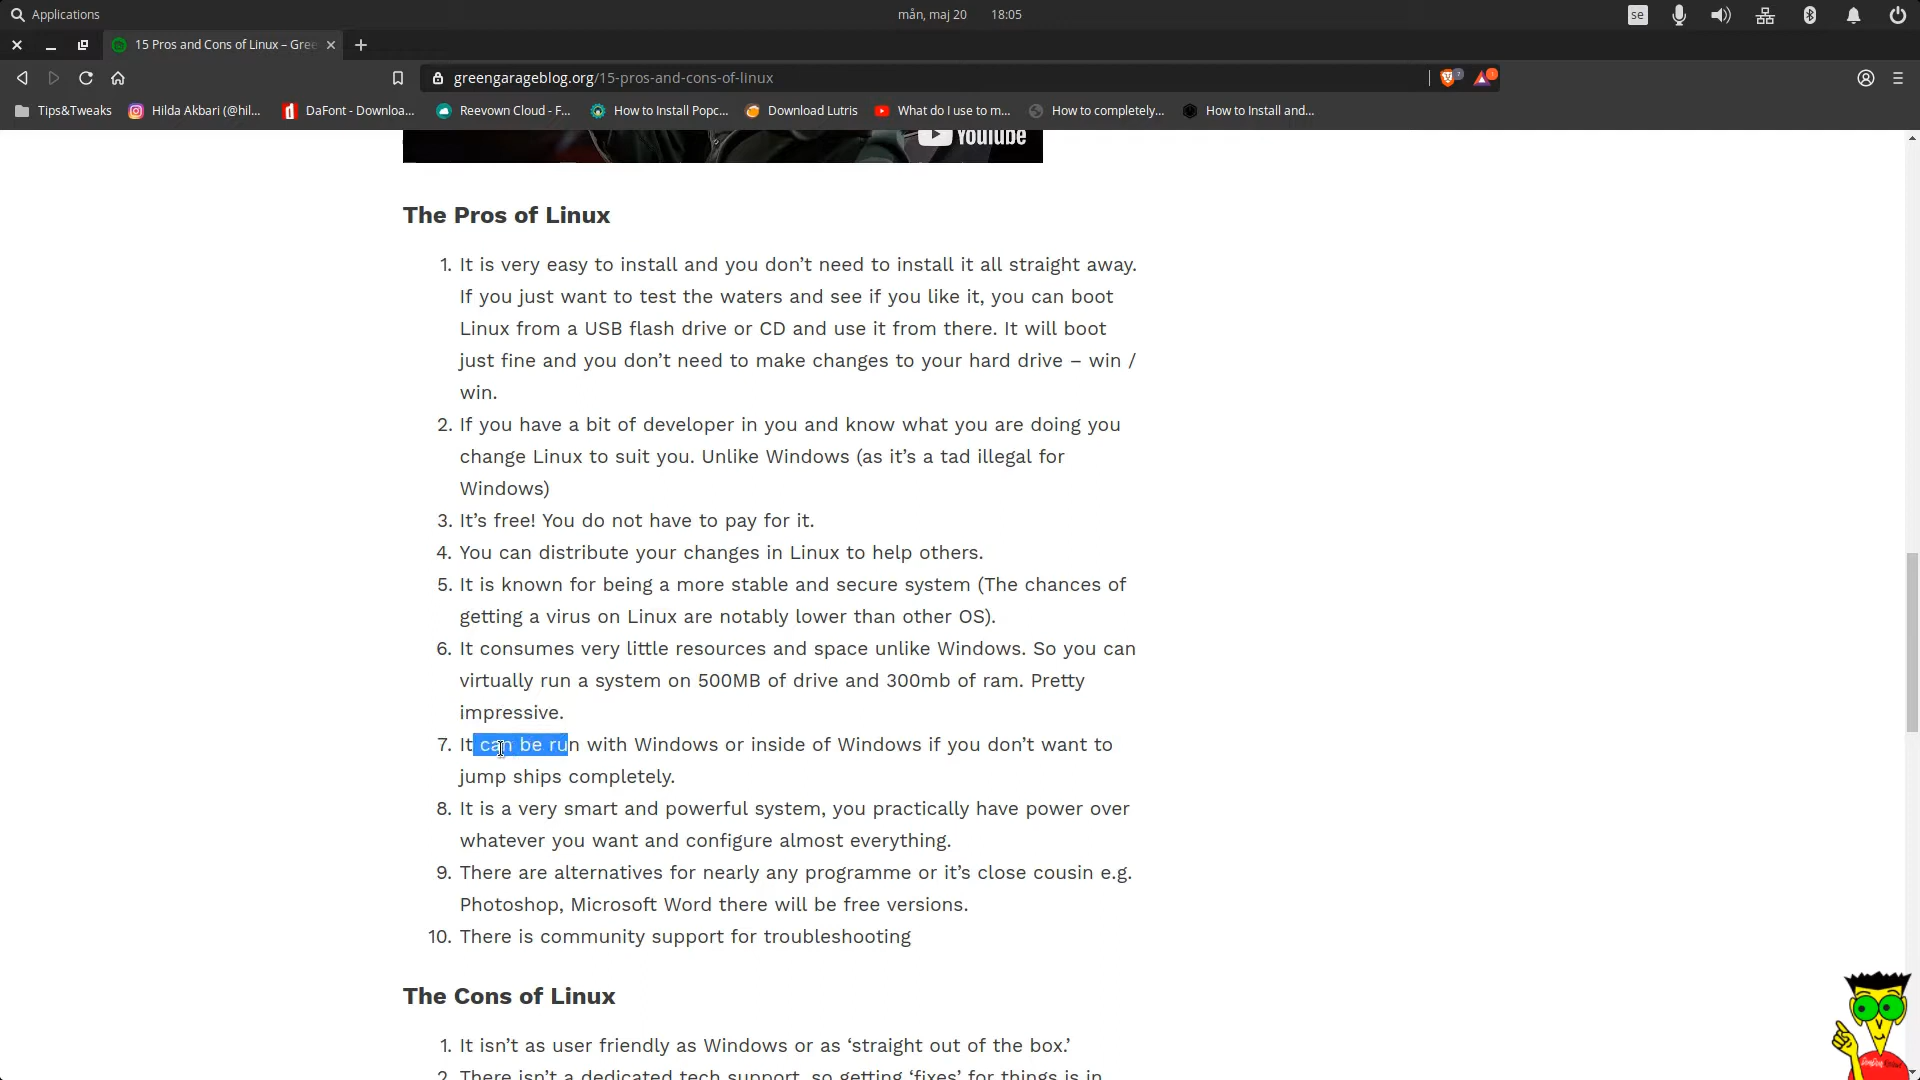 Applications
mån, maj 20 18:05
se
15 Pros and Cons of Linux – Gree
greengarageblog.org/15-pros-and-cons-of-linux
Tips&Tweaks Hilda Akbari (@hil... DaFont - Downloa... Reevown Cloud - F... How to Install Popc... Download Lutris What do I use to m... How to completely... How to Install and...
YouTube
The Pros of Linux
1. It is very easy to install and you don’t need to install it all straight away.
If you just want to test the waters and see if you like it, you can boot
Linux from a USB flash drive or CD and use it from there. It will boot
just fine and you don’t need to make changes to your hard drive – win /
win.
2. If you have a bit of developer in you and know what you are doing you
change Linux to suit you. Unlike Windows (as it’s a tad illegal for
Windows)
3. It’s free! You do not have to pay for it.
4. You can distribute your changes in Linux to help others.
5. It is known for being a more stable and secure system (The chances of
getting a virus on Linux are notably lower than other OS).
6. It consumes very little resources and space unlike Windows. So you can
virtually run a system on 500MB of drive and 300mb of ram. Pretty
impressive.
7. It can be run with Windows or inside of Windows if you don’t want to
jump ships completely.
8. It is a very smart and powerful system, you practically have power over
whatever you want and configure almost everything.
9. There are alternatives for nearly any programme or it’s close cousin e.g.
Photoshop, Microsoft Word there will be free versions.
10. There is community support for troubleshooting
The Cons of Linux
1. It isn’t as user friendly as Windows or as ‘straight out of the box.’
2. There isn’t a dedicated tech support, so getting ‘fixes’ for things is in